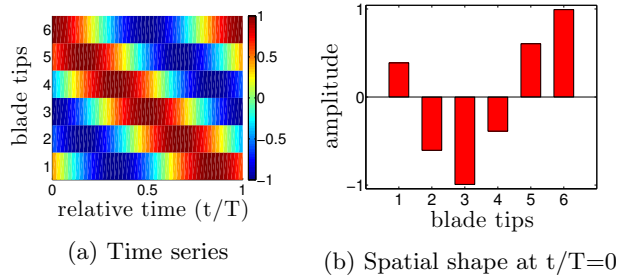 6
5
4
3
2
1
blade tips
0
0.5
1
relative time (t/T)
1
0.5
0
−0.5
−1
(a) Time series
1
0
−1
amplitude
1 2 3 4 5 6
blade tips
(b) Spatial shape at t/T=0